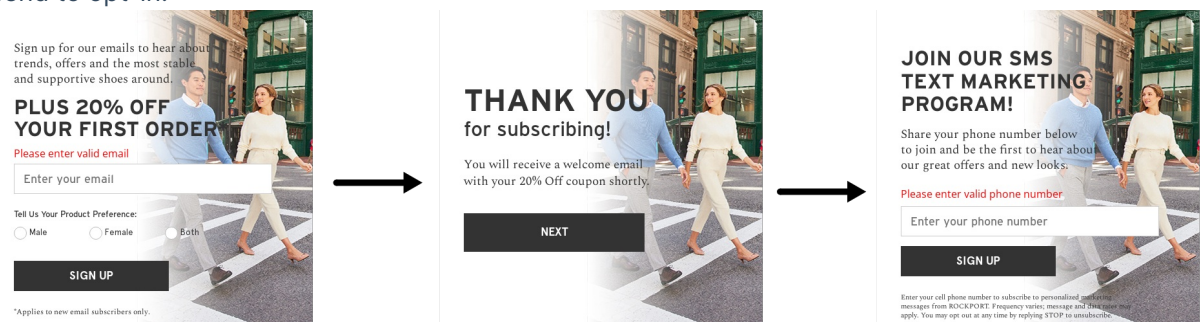 send to opt-in.
Sign up for our emails to hear about
trends, offers and the most stable
and supportive shoes around.
PLUS 20% OFF
YOUR FIRST ORDER*
Please enter valid email
Enter your email
Tell Us Your Product Preference:
Male
Female
Both
SIGN UP
*Applies to new email subscribers only.
THANK YOU
for subscribing!
You will receive a welcome email
with your 20% Off coupon shortly.
NEXT
JOIN OUR SMS
TEXT MARKETING
PROGRAM!
Share your phone number below
to join and be the first to hear about
our great offers and new looks.
Please enter valid phone number
Enter your phone number
SIGN UP
Enter your cell phone number to subscribe to personalized marketing
messages from ROCKPORT. Frequency varies; message and data rates may
apply. You may opt out at any time by replying STOP to unsubscribe.